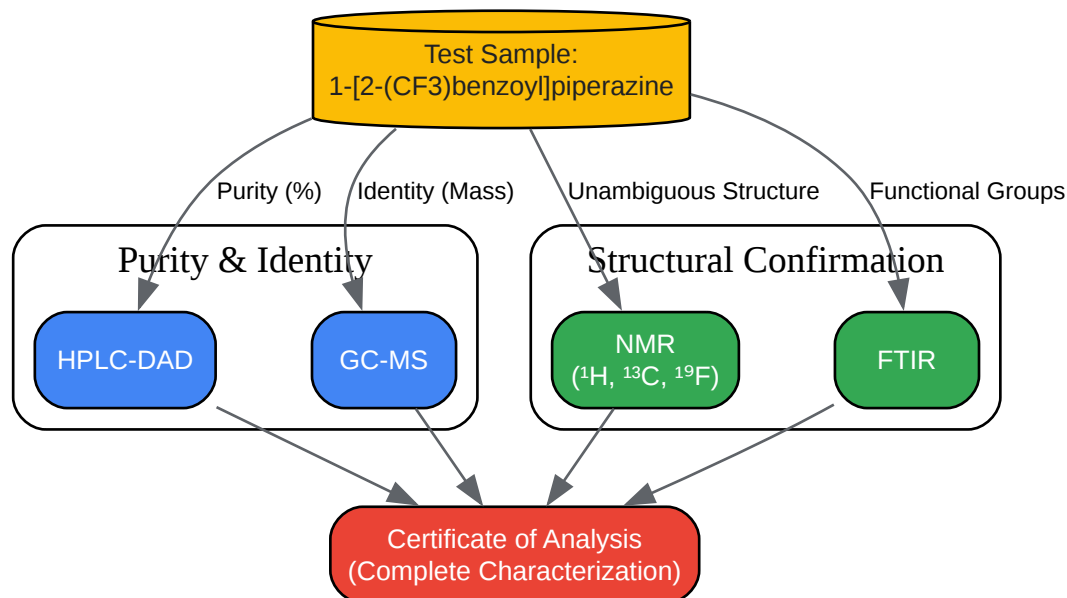 Test Sample:
1-[2-(CF3)benzoyl]piperazine
Purity (%)
Identity (Mass)
Unambiguous Structure
Functional Groups
Purity & Identity
Structural Confirmation
HPLC-DAD
GC-MS
NMR
(¹H, ¹³C, ¹⁹F)
FTIR
Certificate of Analysis
(Complete Characterization)